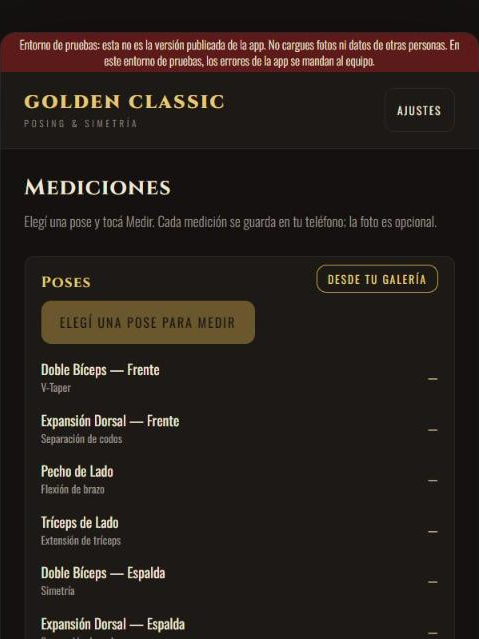 Entorno de pruebas: esta no es la versión publicada de la app. No cargues fotos ni datos de otras personas. En
este entorno de pruebas, los errores de la app se mandan al equipo.
GOLDEN CLASSIC
POSING & SIMETRÍA
AJUSTES
MEDICIONES
Elegí una pose y tocá Medir. Cada medición se guarda en tu teléfono; la foto es opcional.
POSES
DESDE TU GALERÍA
ELEGÍ UNA POSE PARA MEDIR
Doble Bíceps — Frente
V-Taper
—
Expansión Dorsal — Frente
Separación de codos
—
Pecho de Lado
Flexión de brazo
—
Tríceps de Lado
Extensión de tríceps
—
Doble Bíceps — Espalda
Simetría
—
Expansión Dorsal — Espalda
—